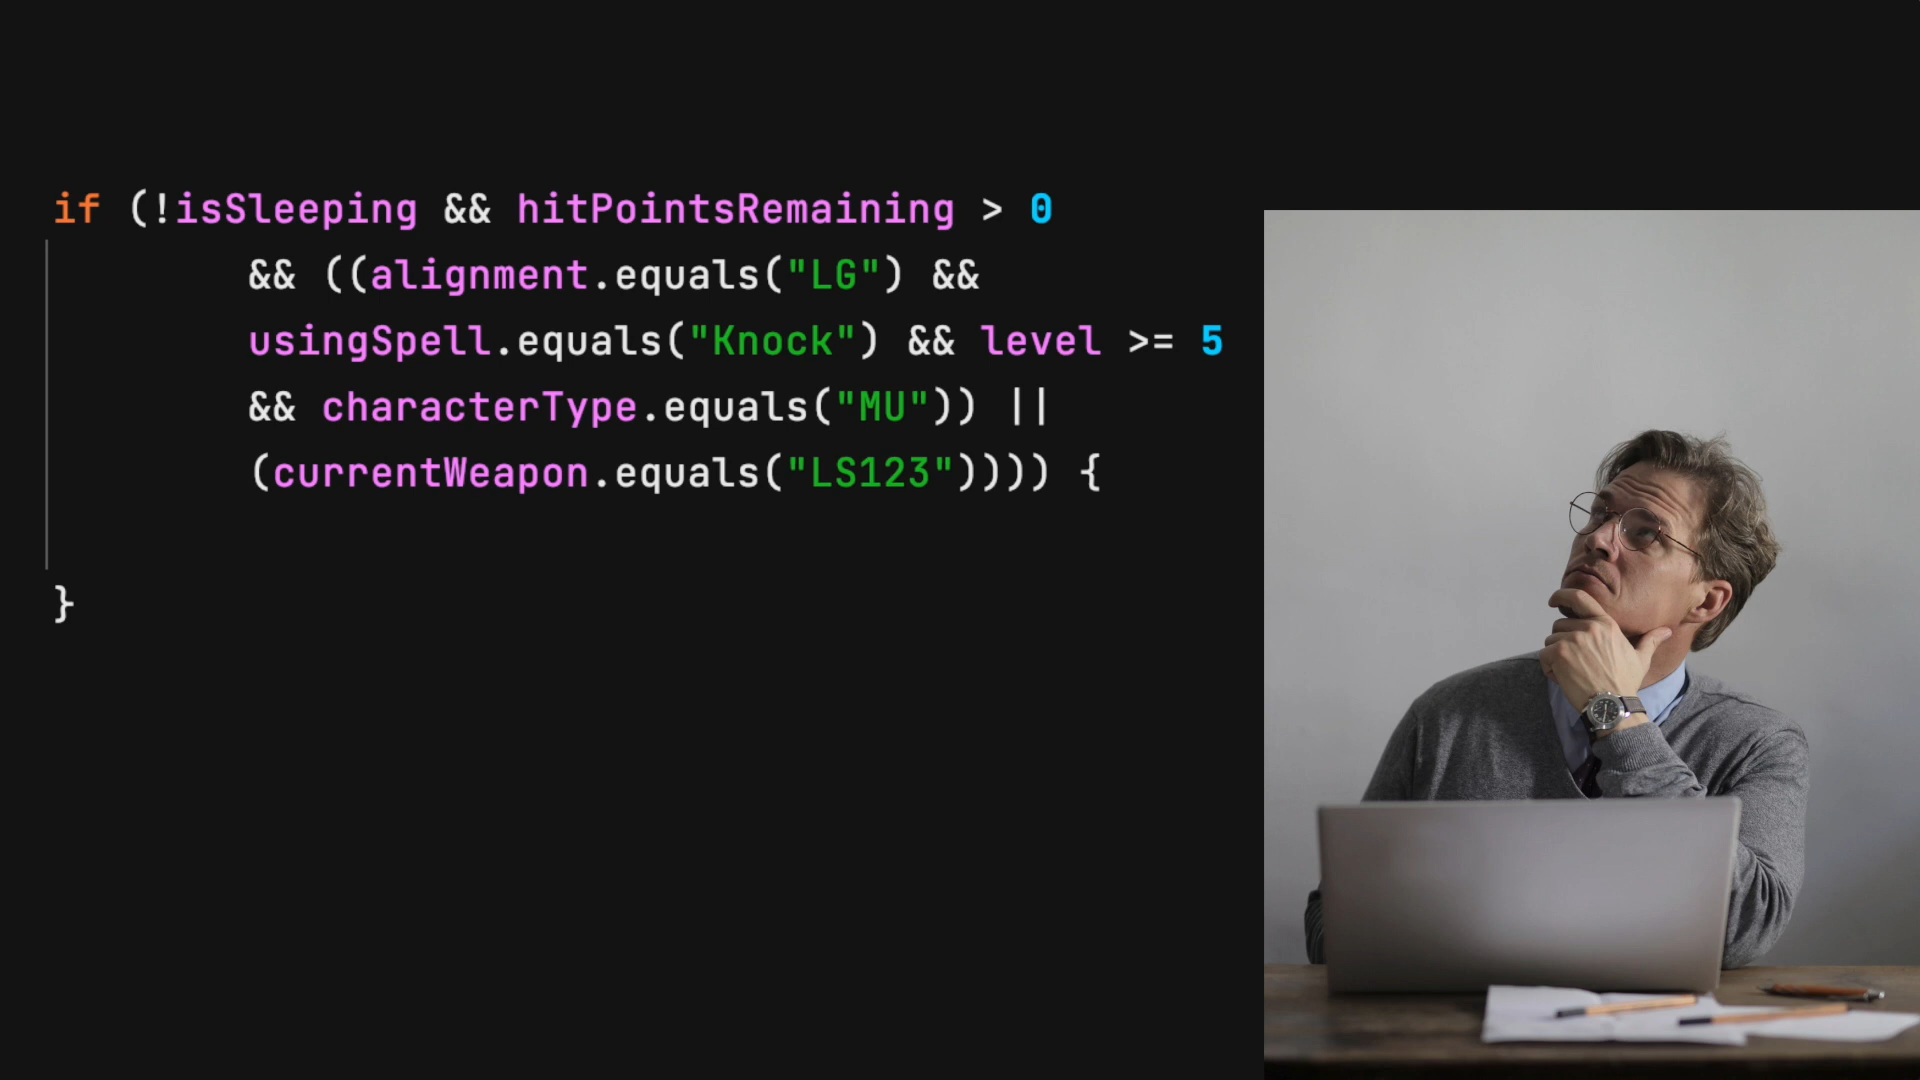 if (!isSleeping && hitPointsRemaining > 0
&& ((alignment.equals("LG") &&
usingSpell.equals("Knock") && level >= 5
&& characterType.equals("MU")) ||
(currentWeapon.equals("LS123")))) {
}